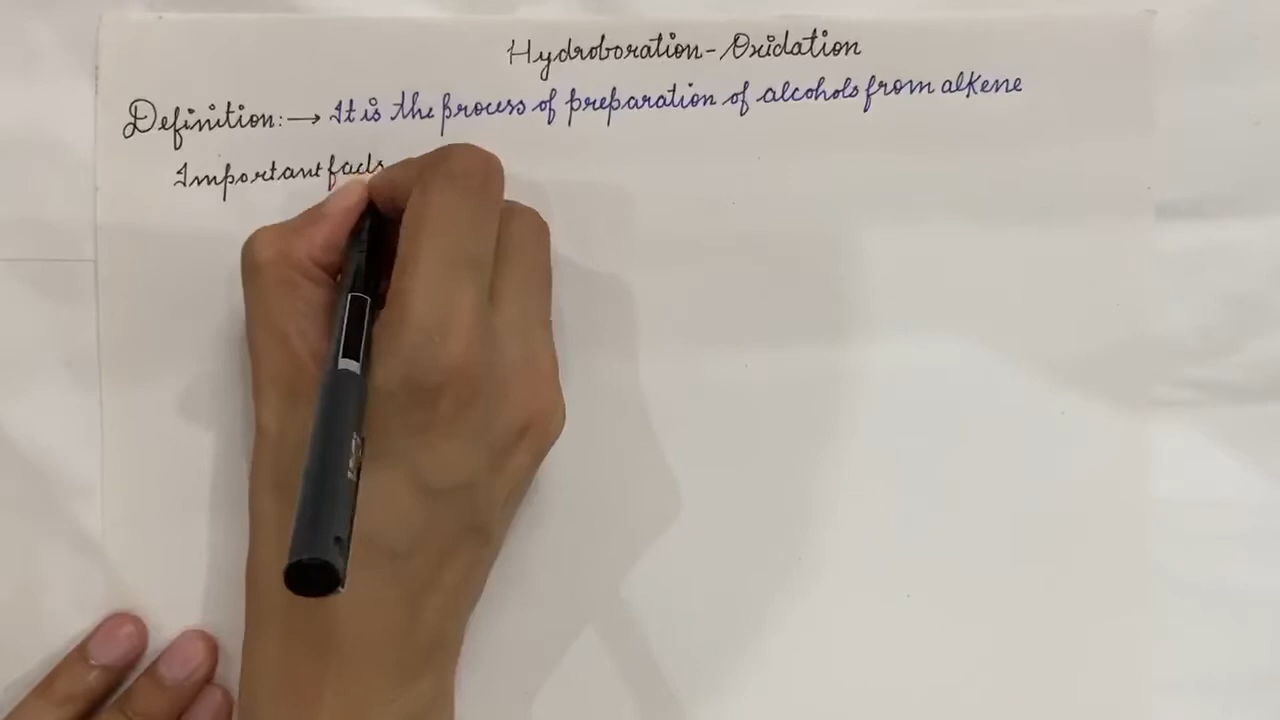 Hydroboration-Oxidation
Definition:→ It is the process of preparation of alcohols from alkene
Important facts